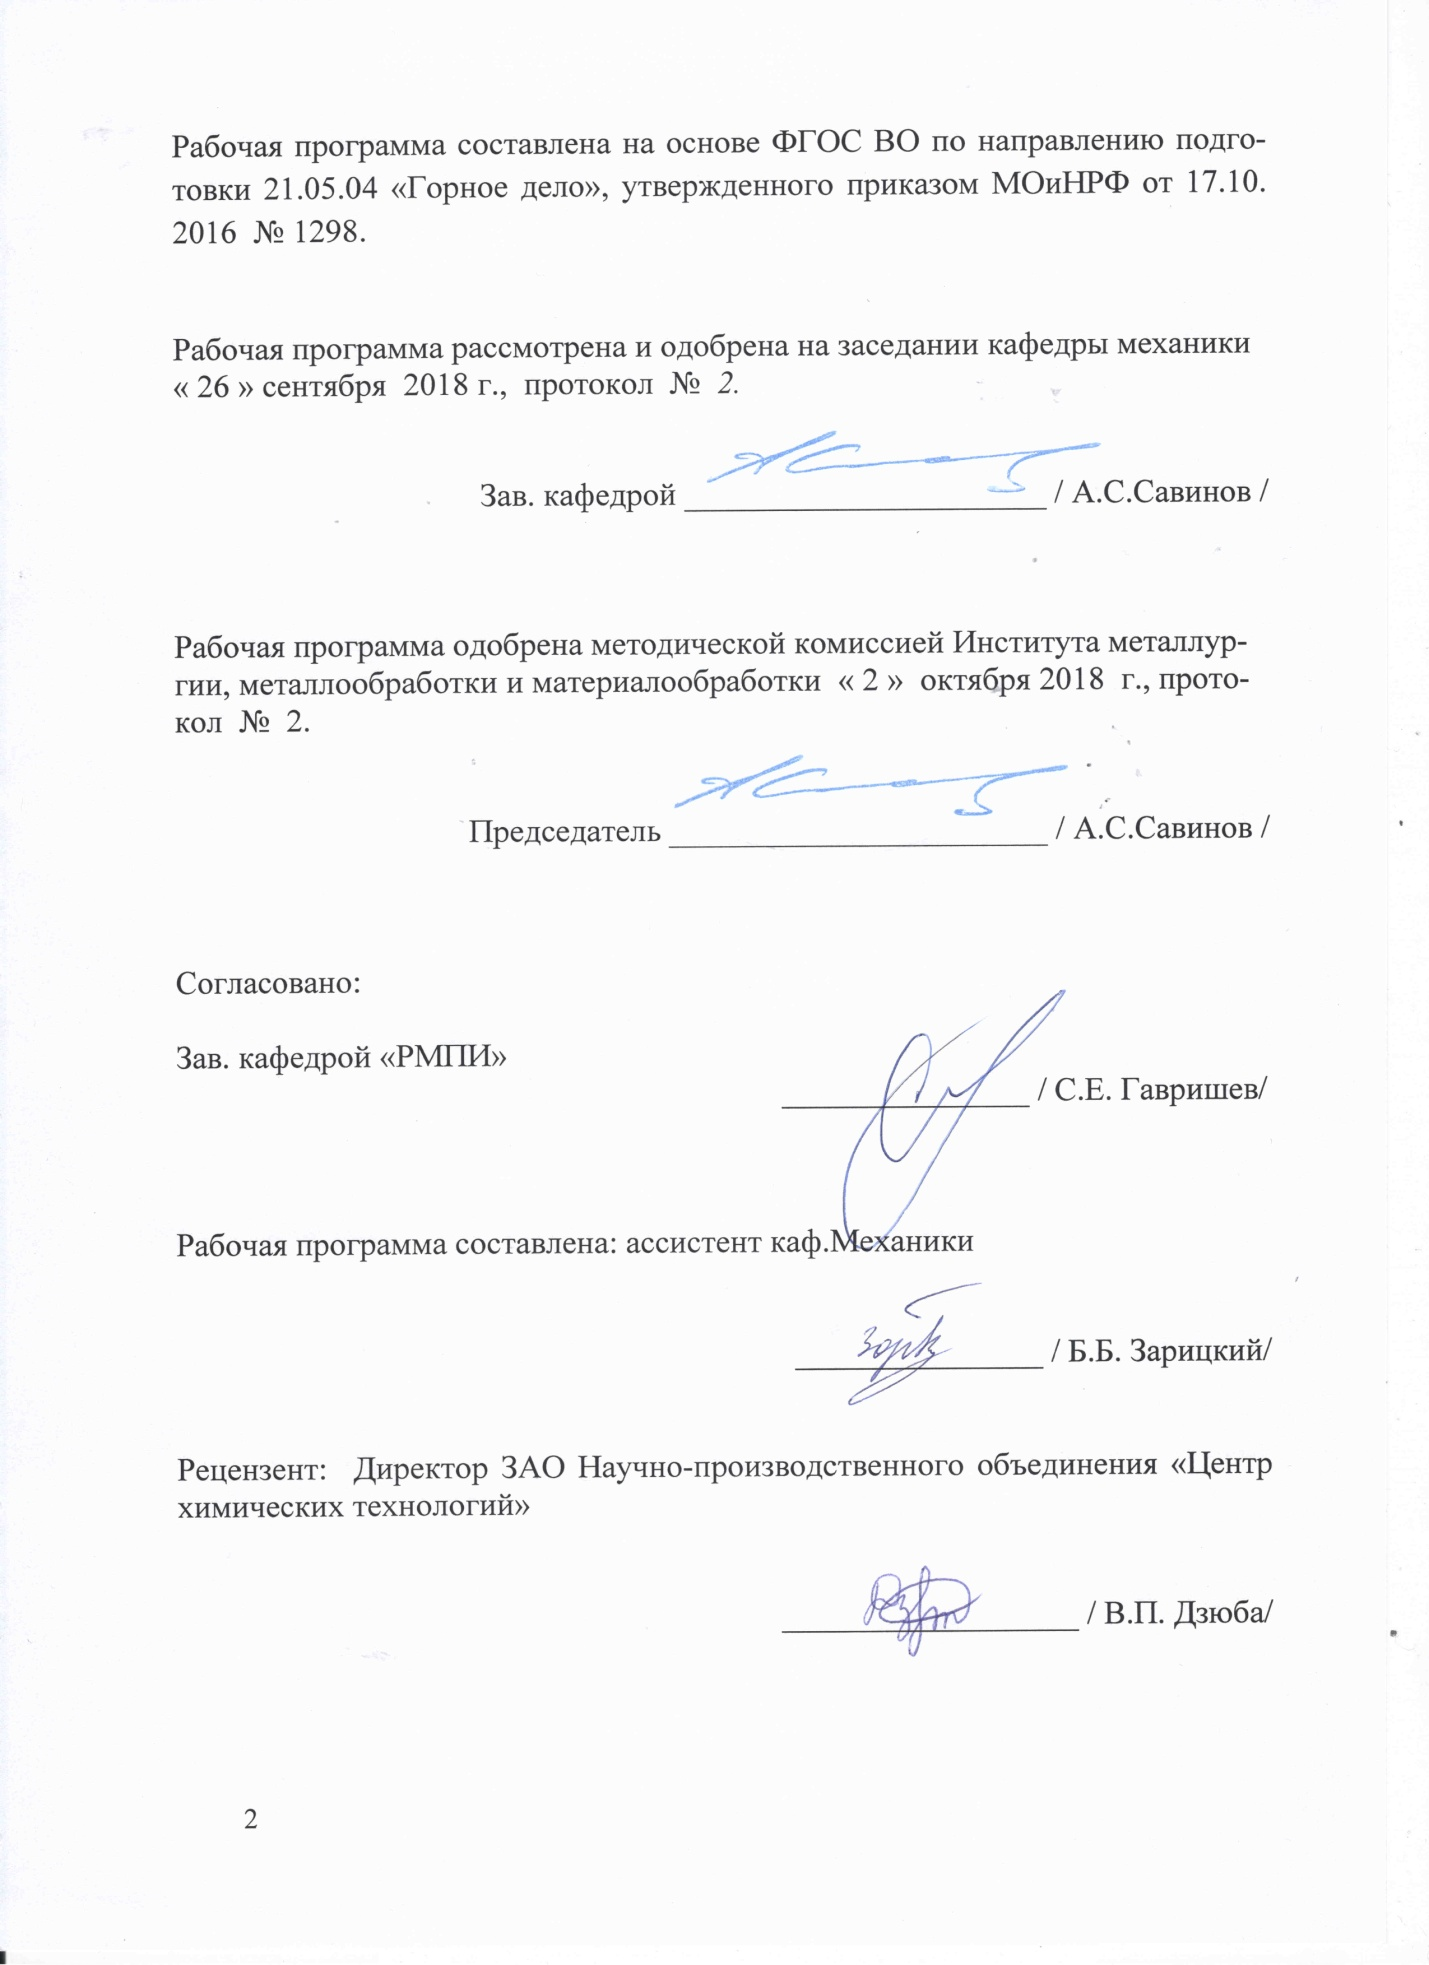 Рабочая программа составлена на основе ФГОС ВО по направлению подго-
товки 21.05.04 «Горное дело», утвержденного приказом МОиНРФ от 17.10.
2016 № 1298.
Рабочая программа рассмотрена и одобрена на заседании кафедры механики
« 26 » сентября 2018 г., протокол № 2.
Зав. кафедрой ______________________ / А.С.Савинов /
Рабочая программа одобрена методической комиссией Института металлур-
гии, металлообработки и материалообработки « 2 » октября 2018 г., прото-
кол № 2.
Председатель _______________________ / А.С.Савинов /
Согласовано:
Зав. кафедрой «РМПИ»
_______________ / С.Е. Гавришев/
Рабочая программа составлена: ассистент каф.Механики
_______________ / Б.Б. Зарицкий/
Рецензент: Директор ЗАО Научно-производственного объединения «Центр
химических технологий»
__________________ / В.П. Дзюба/
2